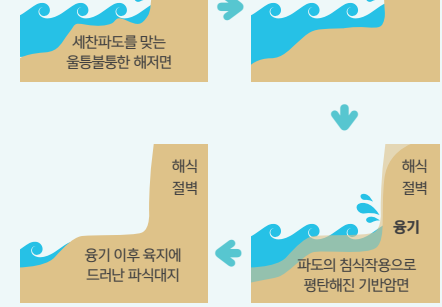 세찬파도를 맞는
울틍불퉁한 해저면
해식
절벽
융기 이후 육지에
드러난 파식대지
해식
절벽
융기
파도의 침식작용으로
평탄해진 기반암면